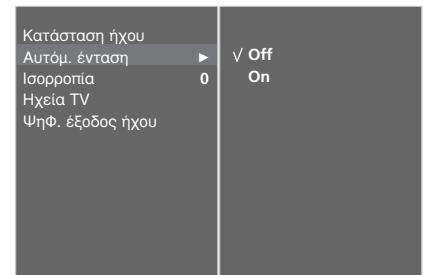 Κατάσταση ήχου
Αυτόμ. ένταση ►
Ισορροπία 0
Ηχεία TV
ΨηΦ. έξοδος ήχου
√ Off
On